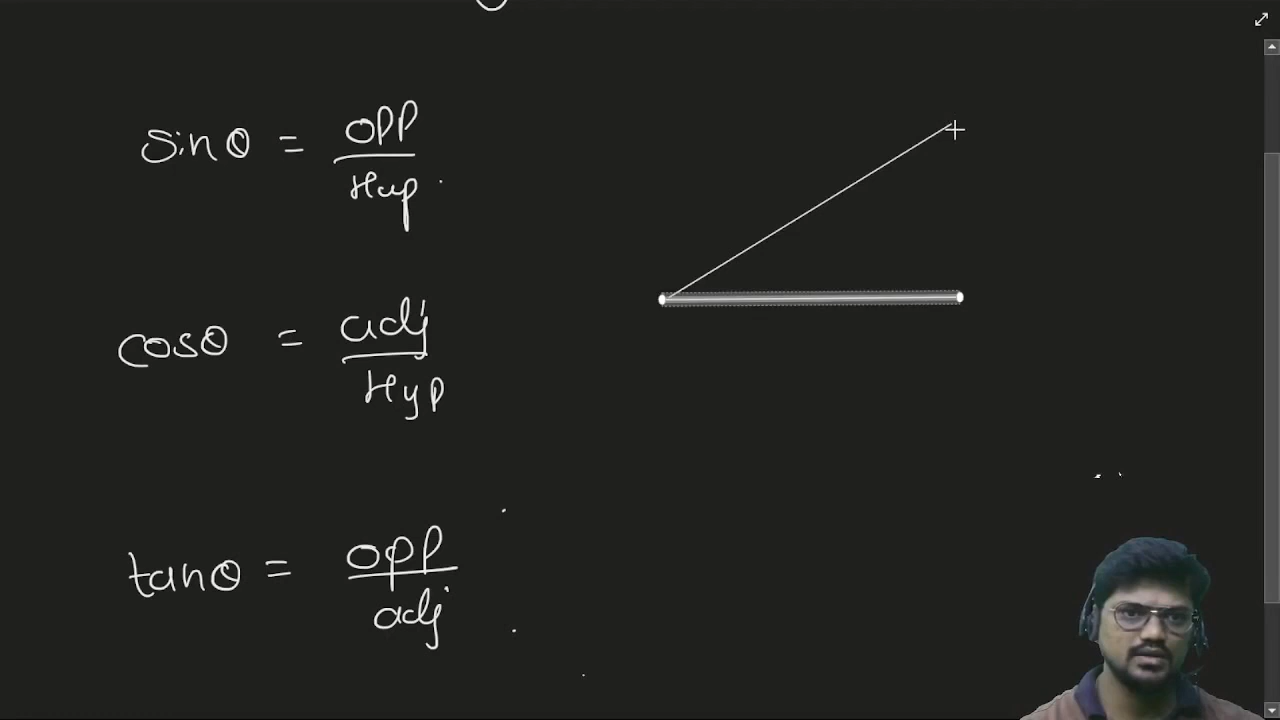 sinθ = opp/Hyp
cosθ = adj/Hyp
tanθ = opp/adj